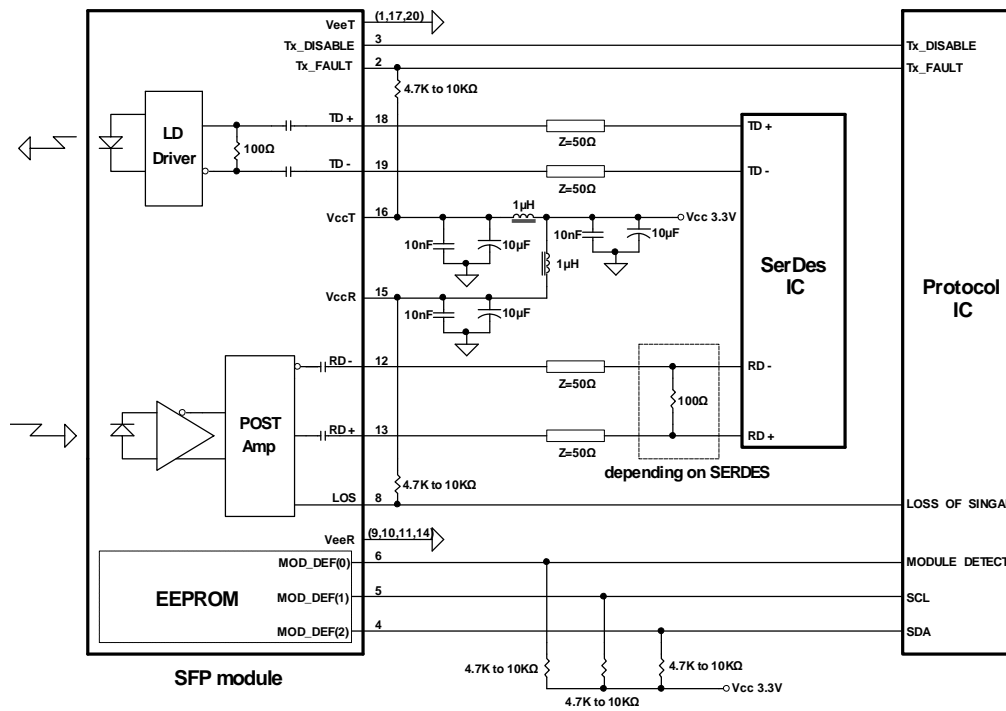 VeeT
(1,17,20)
Tx_DISABLE
3
Tx_DISABLE
Tx_FAULT
2
Tx_FAULT
4.7K to 10KΩ
LD
Driver
100Ω
TD+
18
Z=50Ω
TD+
TD-
19
Z=50Ω
TD-
VccT
16
1µH
Vcc 3.3V
10nF
10µF
10nF
10µF
1µH
SerDes
IC
Protocol
IC
VccR
15
10nF
10µF
RD-
12
Z=50Ω
RD-
POST
Amp
100Ω
RD+
13
Z=50Ω
RD+
depending on SERDES
4.7K to 10KΩ
LOS
8
LOSS OF SINGAL
VeeR
(9,10,11,14)
EEPROM
MOD_DEF(0)
6
MODULE DETECT
MOD_DEF(1)
5
SCL
MOD_DEF(2)
4
SDA
4.7K to 10KΩ
4.7K to 10KΩ
4.7K to 10KΩ
Vcc 3.3V
SFP module